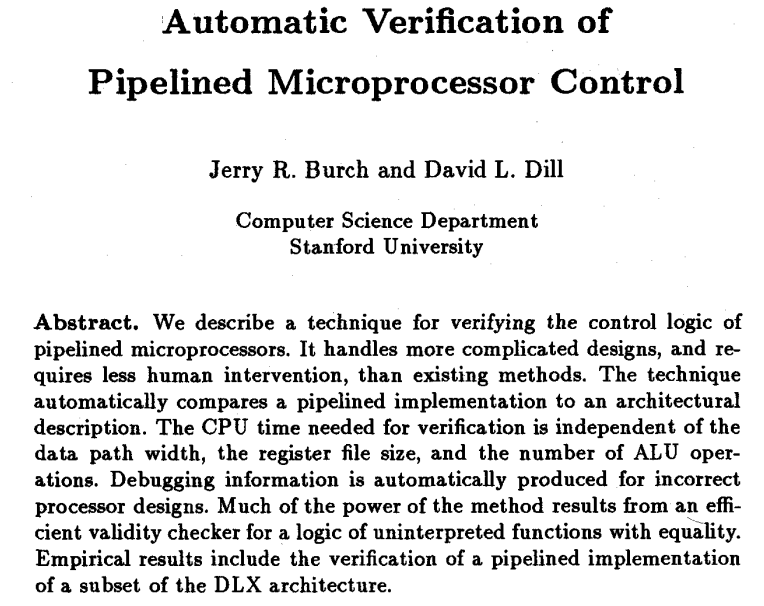 Automatic Verification of
Pipelined Microprocessor Control
Jerry R. Burch and David L. Dill
Computer Science Department
Stanford University
Abstract. We describe a technique for verifying the control logic of
pipelined microprocessors. It handles more complicated designs, and re-
quires less human intervention, than existing methods. The technique
automatically compares a pipelined implementation to an architectural
description. The CPU time needed for verification is independent of the
data path width, the register file size, and the number of ALU oper-
ations. Debugging information is automatically produced for incorrect
processor designs. Much of the power of the method results from an effi-
cient validity checker for a logic of uninterpreted functions with equality.
Empirical results include the verification of a pipelined implementation
of a subset of the DLX architecture.